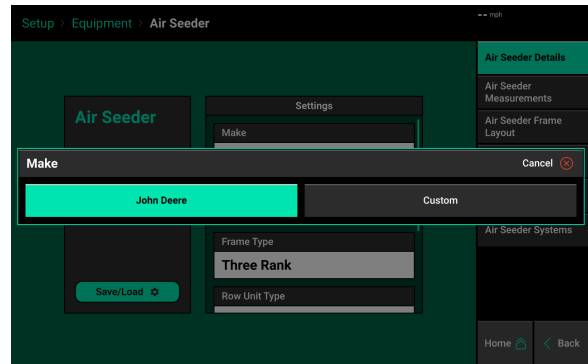 Setup > Equipment > Air Seeder
-- mph
Air Seeder Details
Air Seeder
Measurements
Air Seeder Frame
Layout
Air Seeder
Settings
Make
Make
Cancel
John Deere
Custom
Air Seeder Systems
Frame Type
Three Rank
Save/Load
Row Unit Type
Home
< Back